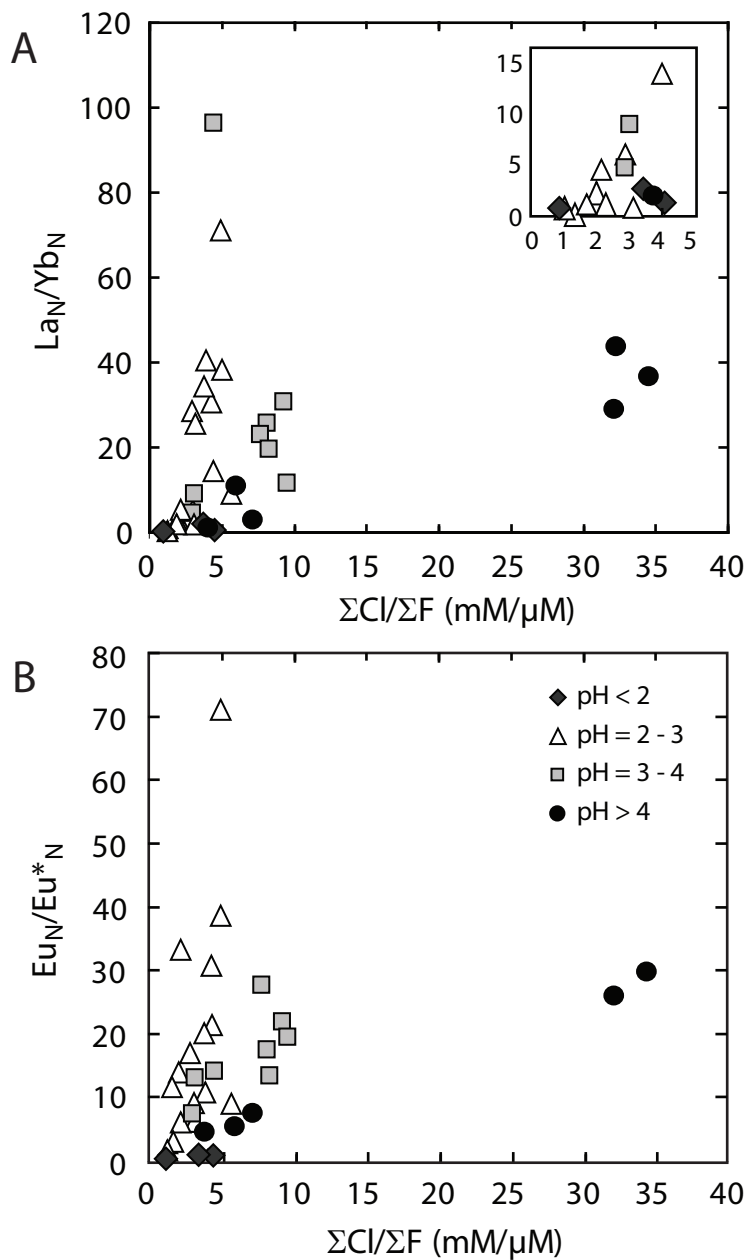 A
120
100
80
60
40
20
0
La_N/Yb_N
15
10
5
0
0 1 2 3 4 5
0 5 10 15 20 25 30 35 40
ΣCl/ΣF (mM/µM)
B
80
70
60
50
40
30
20
10
0
Eu_N/Eu*_N
pH < 2
pH = 2 - 3
pH = 3 - 4
pH > 4
0 5 10 15 20 25 30 35 40
ΣCl/ΣF (mM/µM)